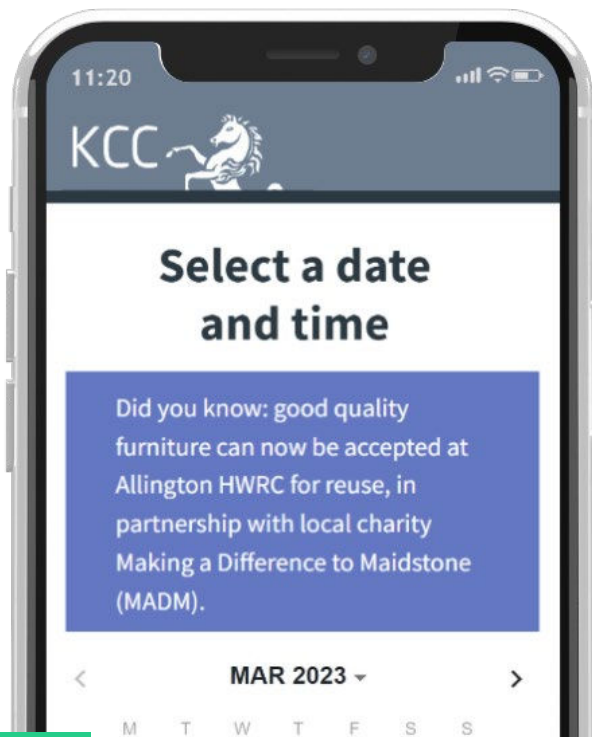 11:20
KCC
Select a date
and time
Did you know: good quality
furniture can now be accepted at
Allington HWRC for reuse, in
partnership with local charity
Making a Difference to Maidstone
(MADM).
MAR 2023
M T W T F S S